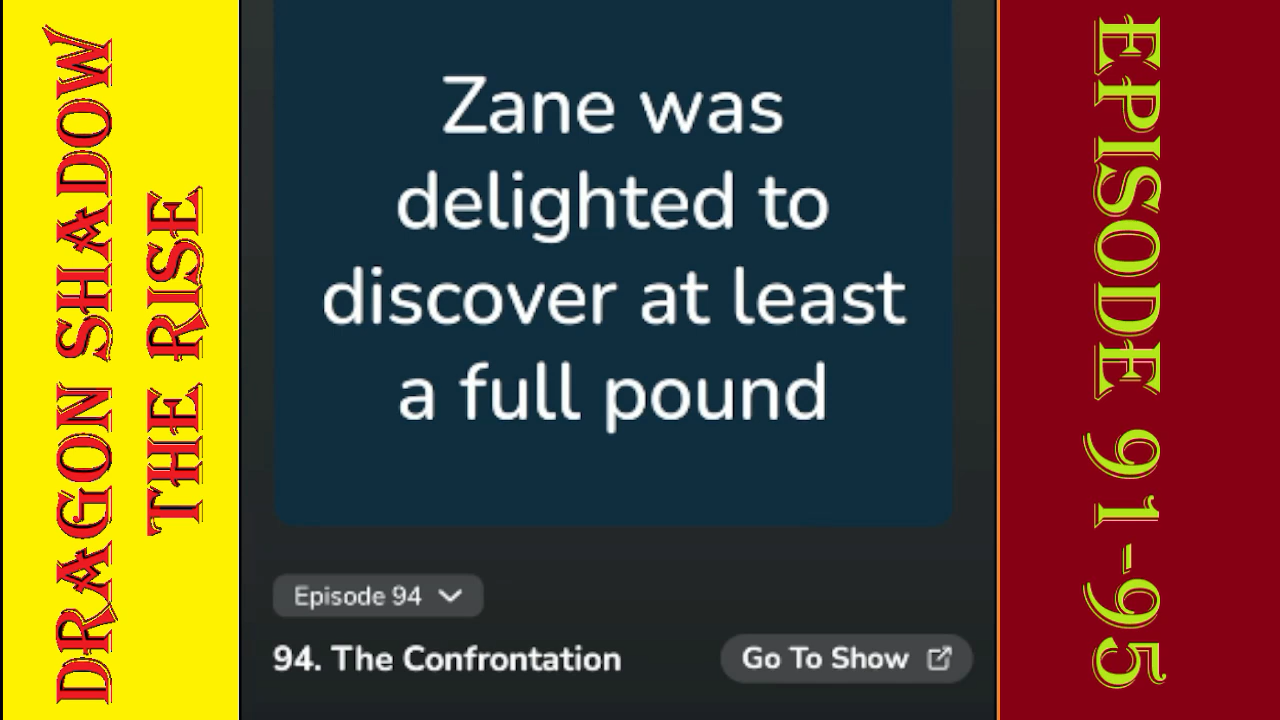 DRAGON SHADOW
THE RISE
Zane was
delighted to
discover at least
a full pound
Episode 94
94. The Confrontation
Go To Show
EPISODE 91-95